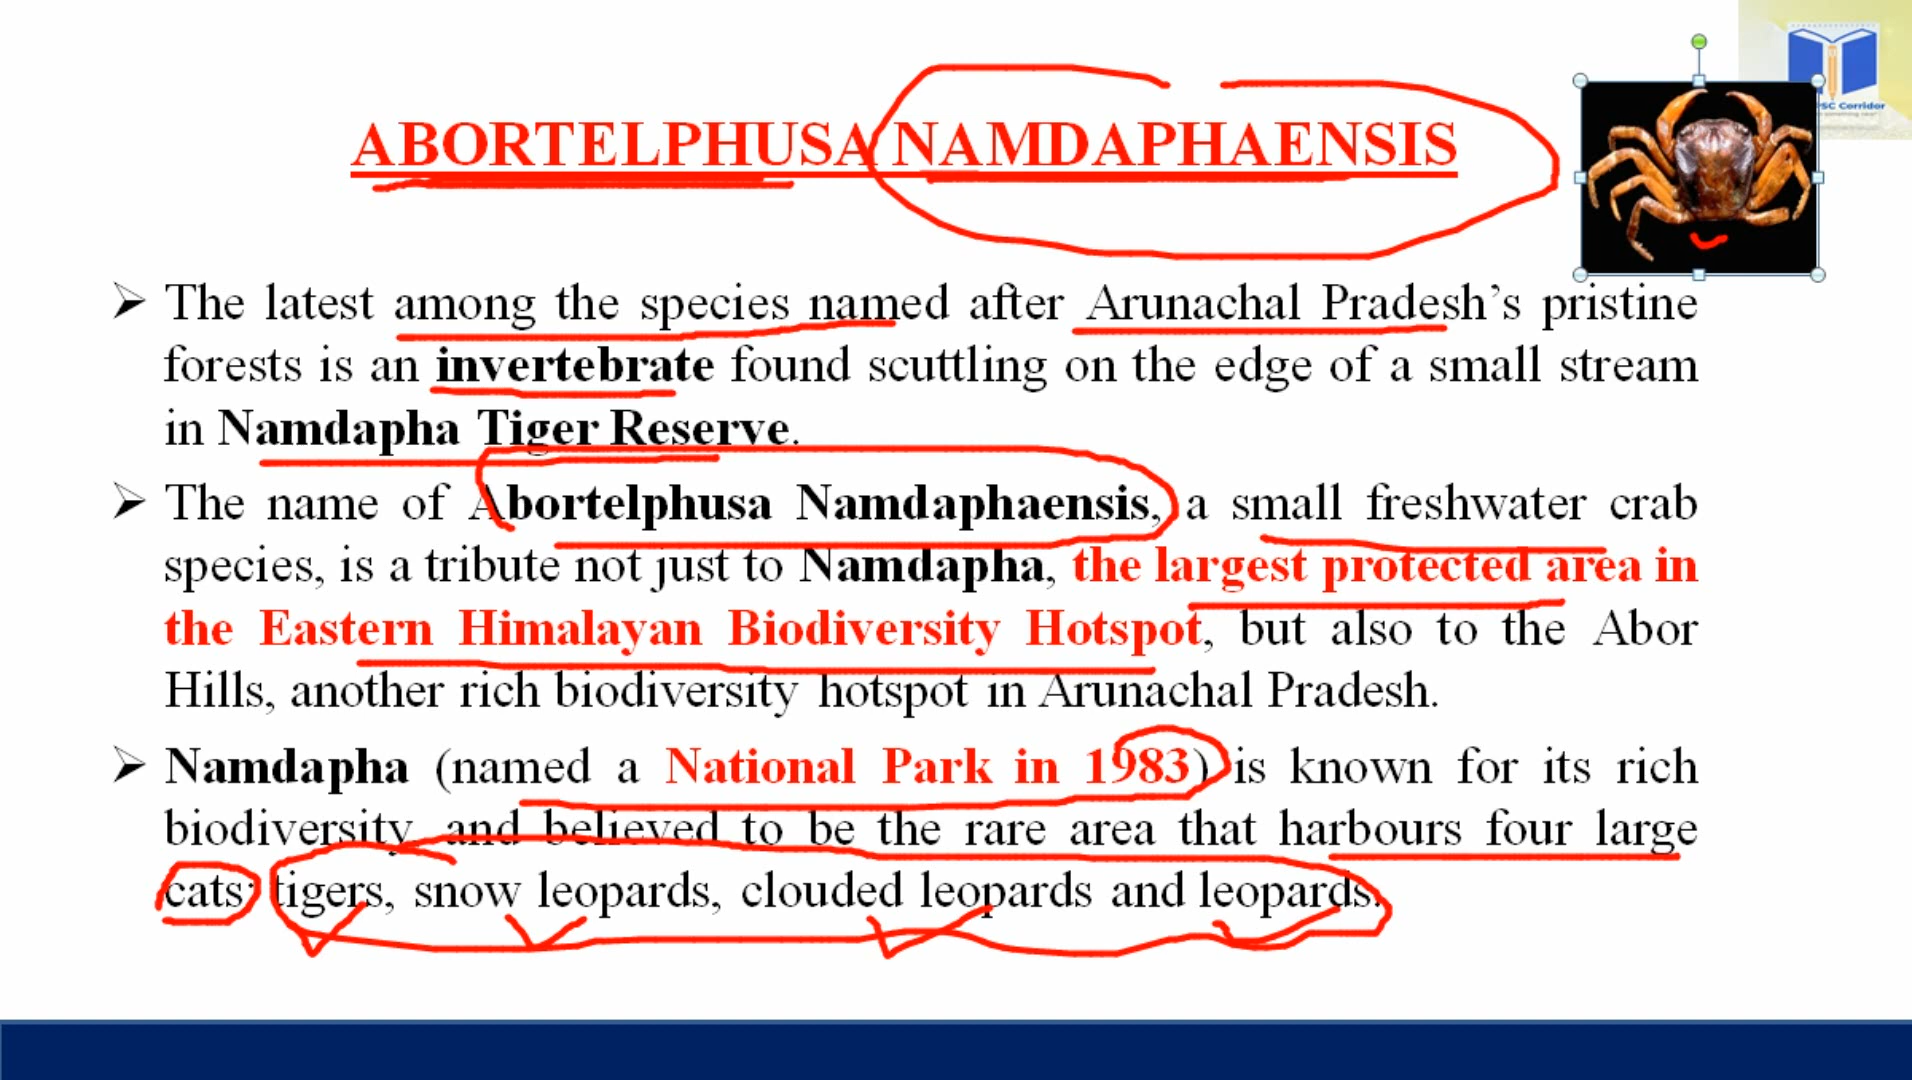 PSC Corridor
ABORTELPHUSA NAMDAPHAENSIS
➢ The latest among the species named after Arunachal Pradesh’s pristine
forests is an invertebrate found scuttling on the edge of a small stream
in Namdapha Tiger Reserve.
➢ The name of Abortelphusa Namdaphaensis, a small freshwater crab
species, is a tribute not just to Namdapha, the largest protected area in
the Eastern Himalayan Biodiversity Hotspot, but also to the Abor
Hills, another rich biodiversity hotspot in Arunachal Pradesh.
➢ Namdapha (named a National Park in 1983) is known for its rich
biodiversity and believed to be the rare area that harbours four large
cats: tigers, snow leopards, clouded leopards and leopards.